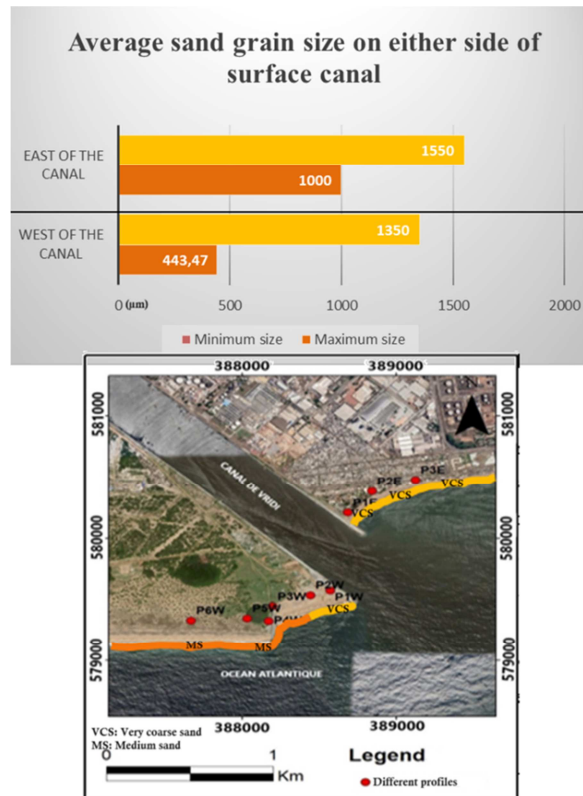 Average sand grain size on either side of
surface canal
EAST OF THE
CANAL
1550
1000
WEST OF THE
CANAL
1350
443,47
0 (µm) 500 1000 1500 2000
Minimum size Maximum size
388000 389000
581000 581000
N
CANAL DE VRIDI
P3E
P2E
VCS
VCS
P1E
VCS
580000 580000
P2W
P3W P1W
VCS
P6W P5W
P4W
MS MS
579000 579000
OCEAN ATLANTIQUE
388000 389000
VCS: Very coarse sand
MS: Medium sand
0 1
Km
Legend
Different profiles